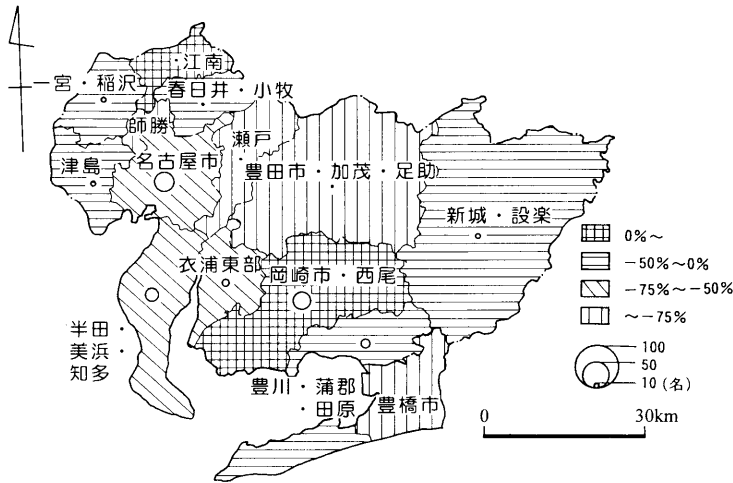 江南
一宮・稲沢
春日井・小牧
師勝
瀬戸
津島
名古屋市
豊田市・加茂・足助
新城・設楽
衣浦東部
岡崎市・西尾
半田・
美浜・
知多
豊川・蒲郡
・田原
豊橋市
0%～
-50%～0%
-75%～-50%
～-75%
100
50
10(名)
0 30km